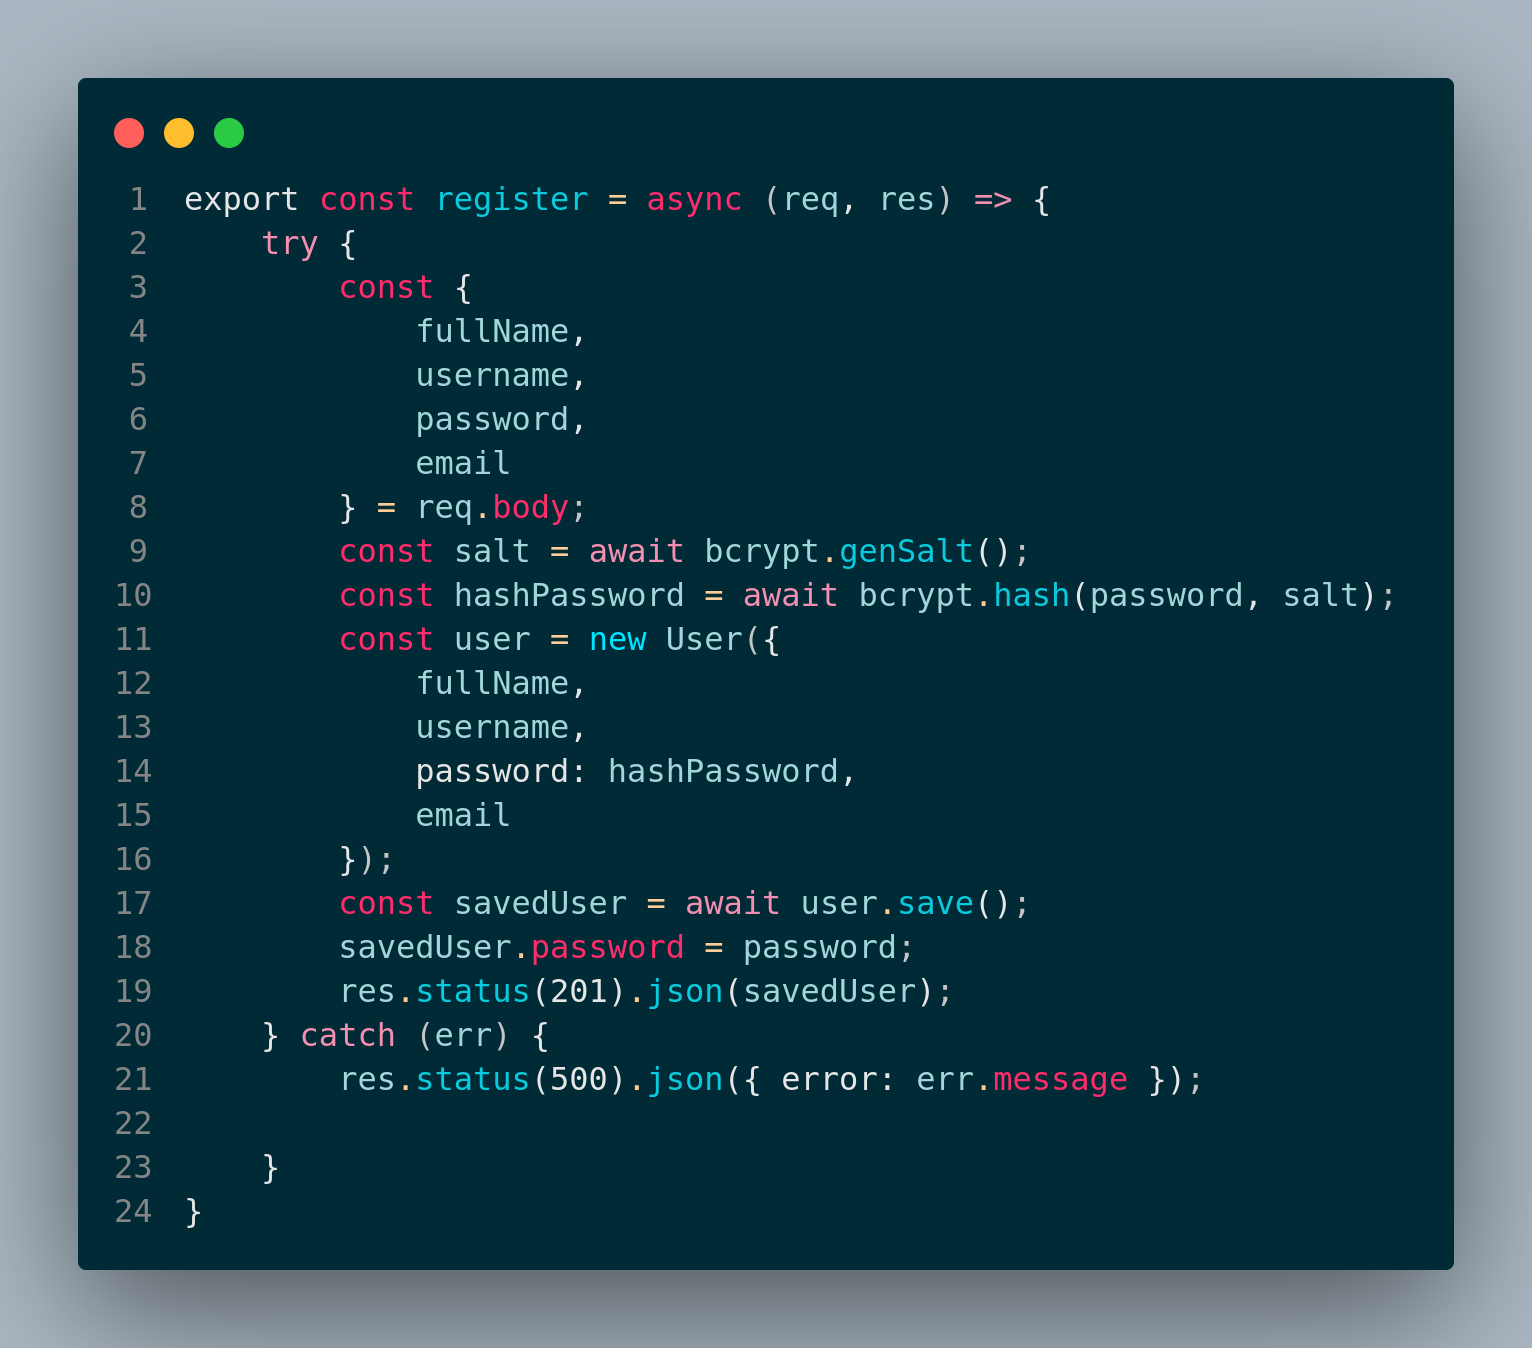 1 export const register = async (req, res) => {
2     try {
3         const {
4             fullName,
5             username,
6             password,
7             email
8         } = req.body;
9         const salt = await bcrypt.genSalt();
10         const hashPassword = await bcrypt.hash(password, salt);
11         const user = new User({
12             fullName,
13             username,
14             password: hashPassword,
15             email
16         });
17         const savedUser = await user.save();
18         savedUser.password = password;
19         res.status(201).json(savedUser);
20     } catch (err) {
21         res.status(500).json({ error: err.message });
22
23     }
24 }